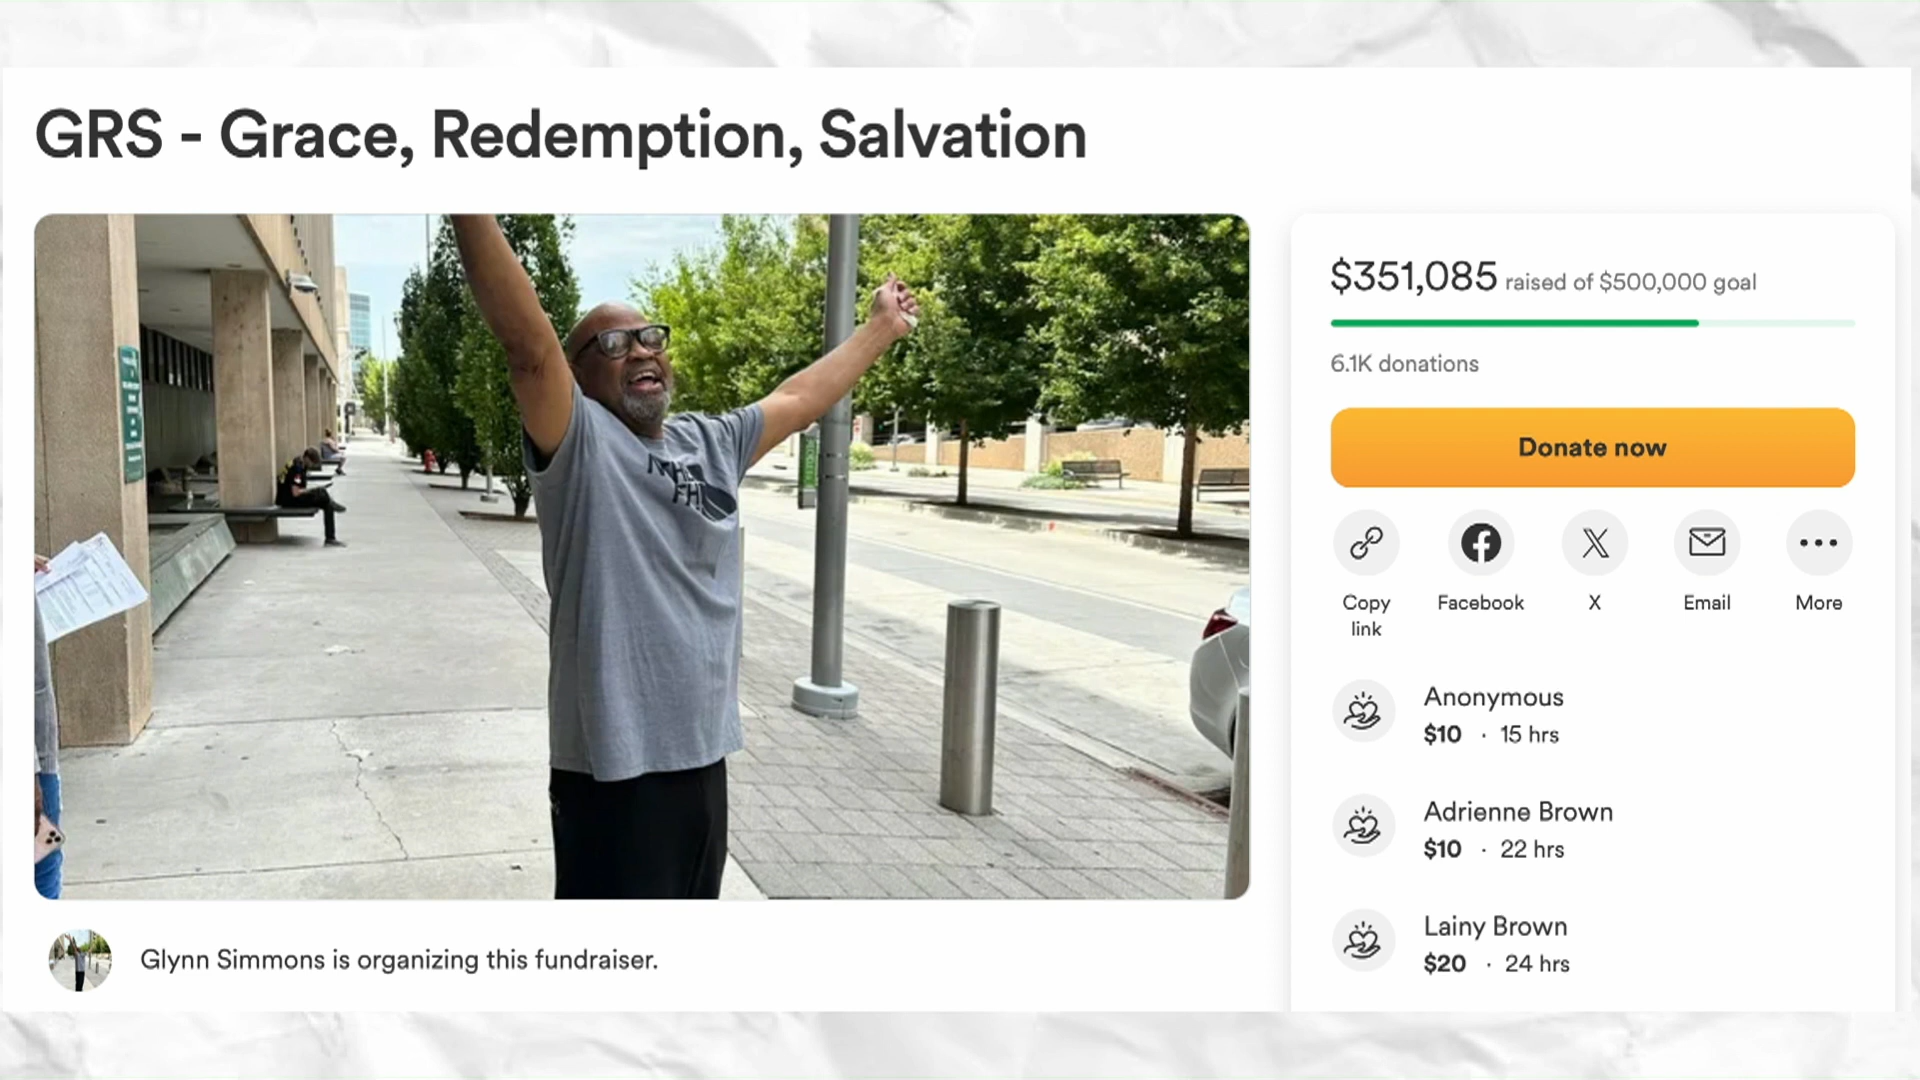 GRS - Grace, Redemption, Salvation
$351,085 raised of $500,000 goal
6.1K donations
Donate now
Copy link
Facebook
X
Email
More
Anonymous
$10 · 15 hrs
Adrienne Brown
$10 · 22 hrs
Lainy Brown
$20 · 24 hrs
Glynn Simmons is organizing this fundraiser.